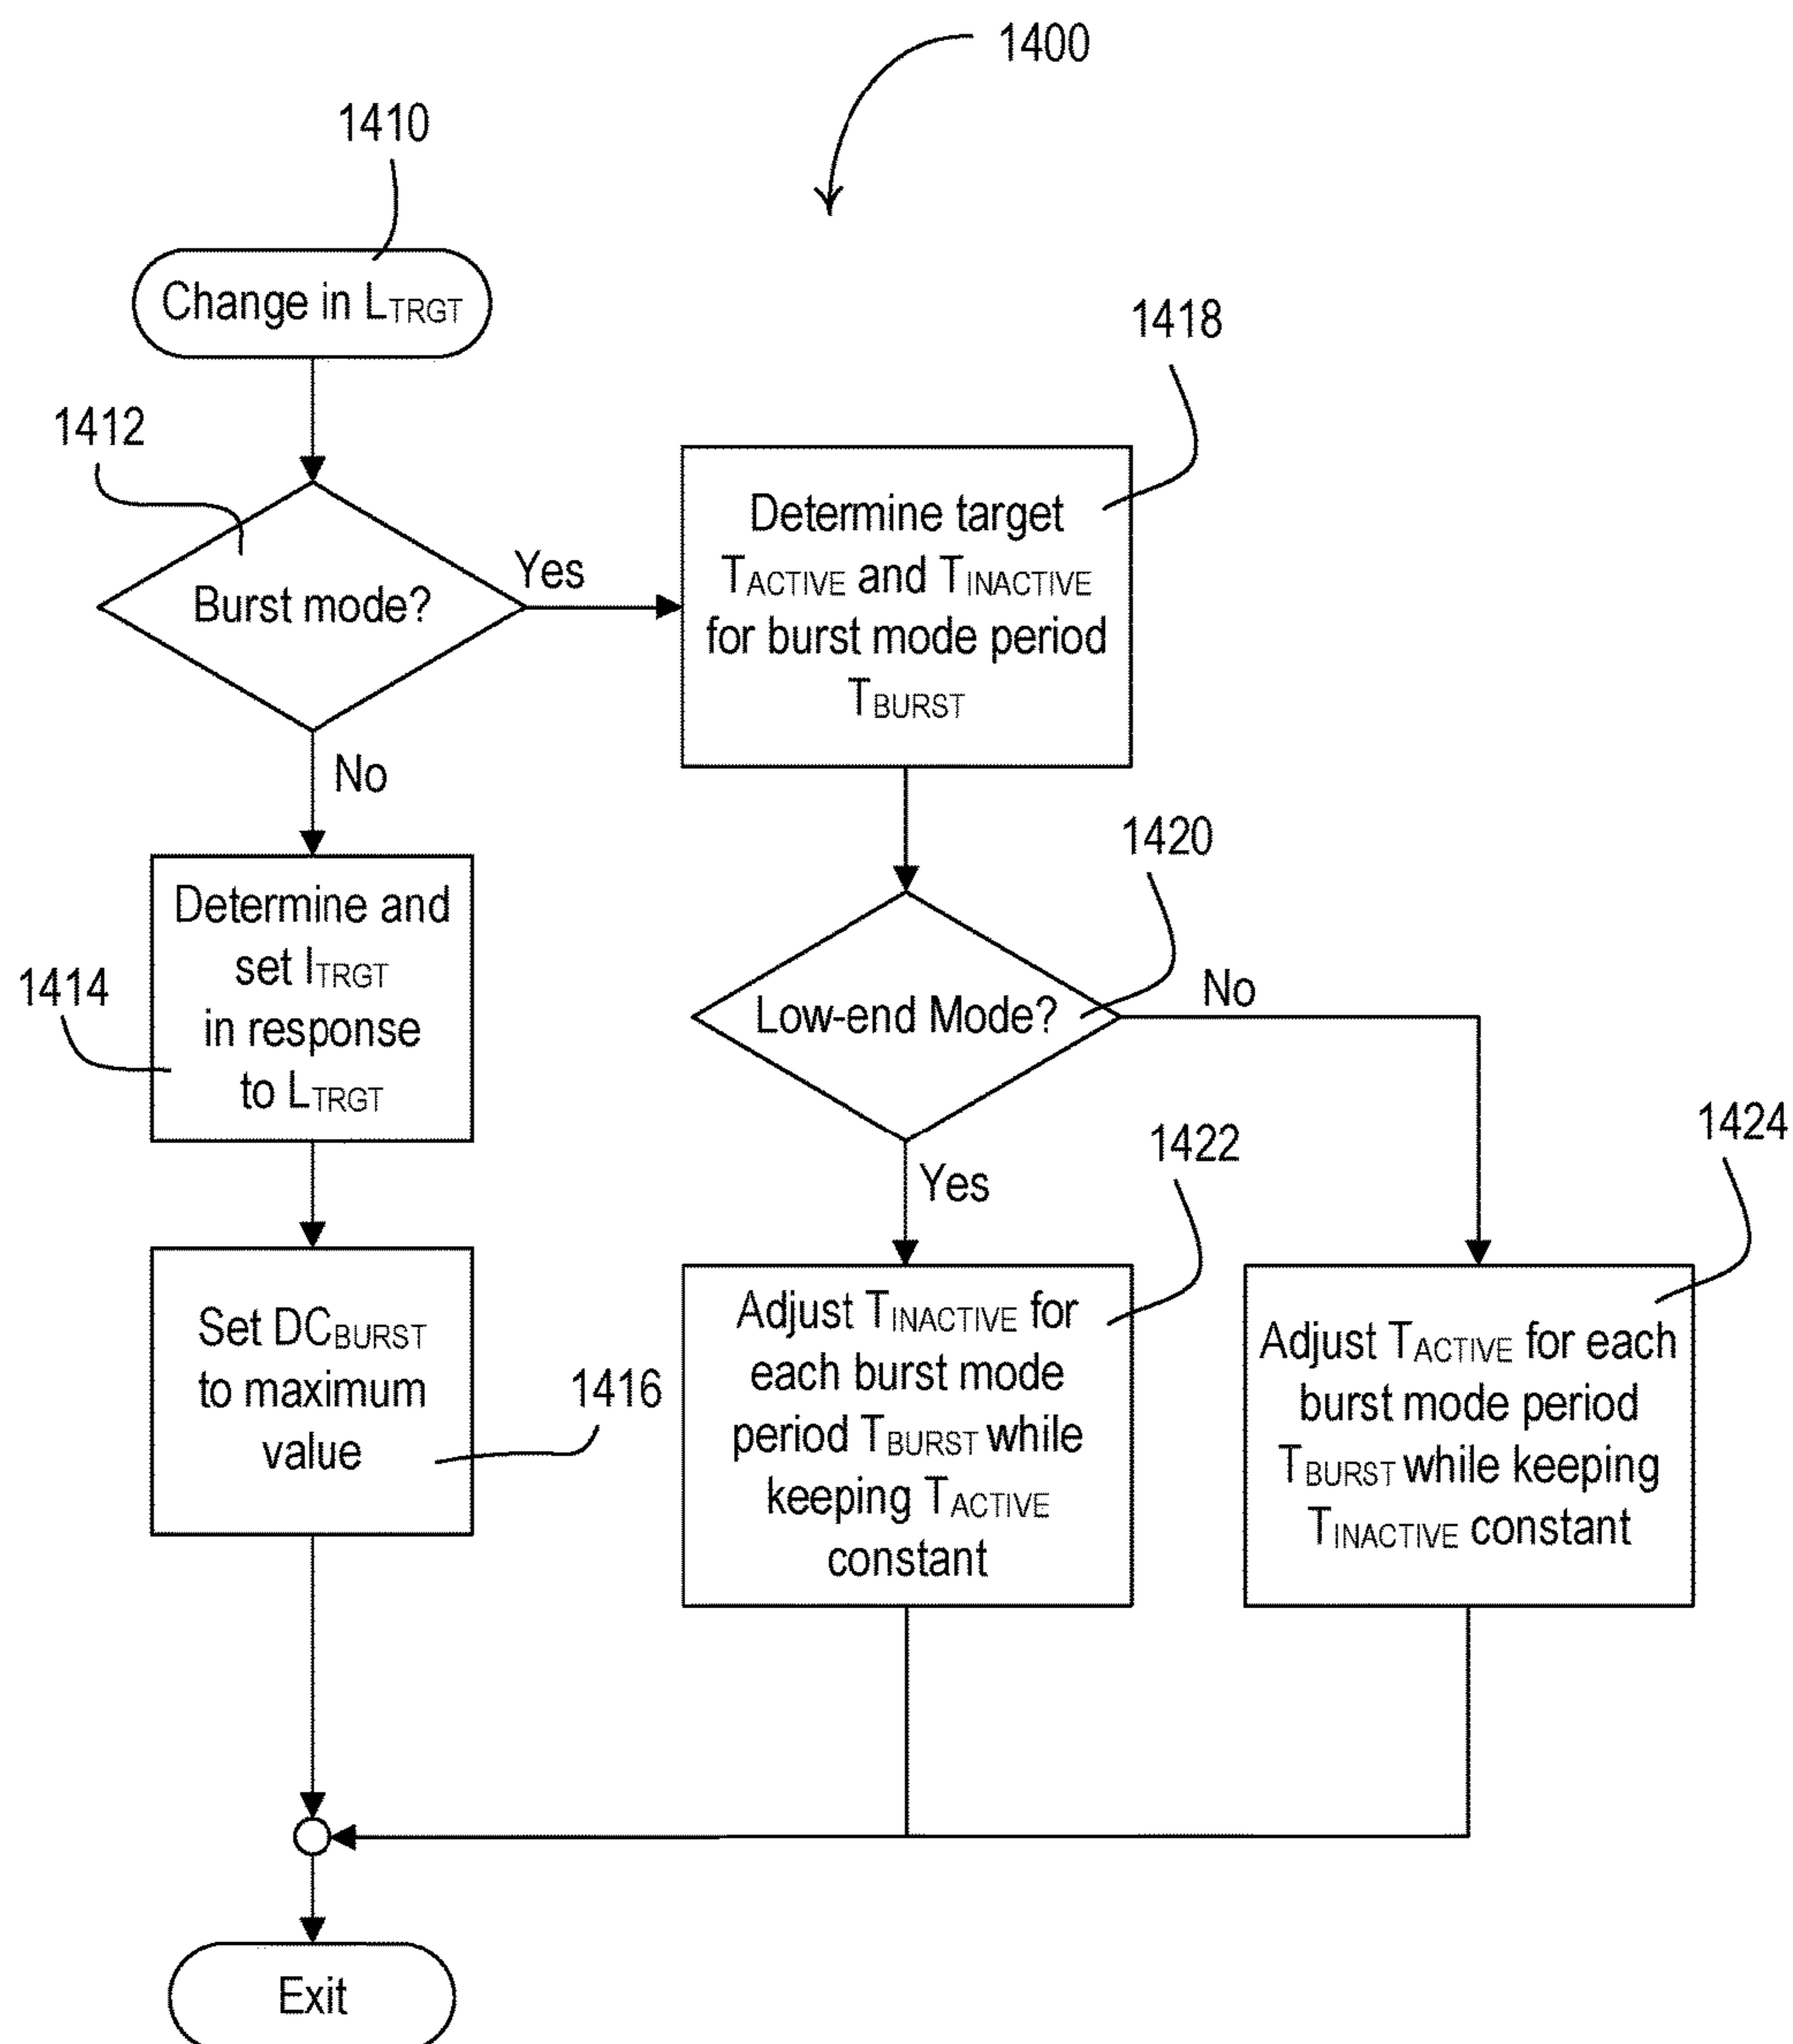 1400
1410
Change in LTRGT
1412
Burst mode?
Yes
No
1418
Determine target
TACTIVE and TINACTIVE
for burst mode period
TBURST
1420
Low-end Mode?
No
Yes
1414
Determine and
set ITRGT
in response
to LTRGT
1416
Set DCBURST
to maximum
value
1422
Adjust TINACTIVE for
each burst mode
period TBURST while
keeping TACTIVE
constant
1424
Adjust TACTIVE for each
burst mode period
TBURST while keeping
TINACTIVE constant
Exit